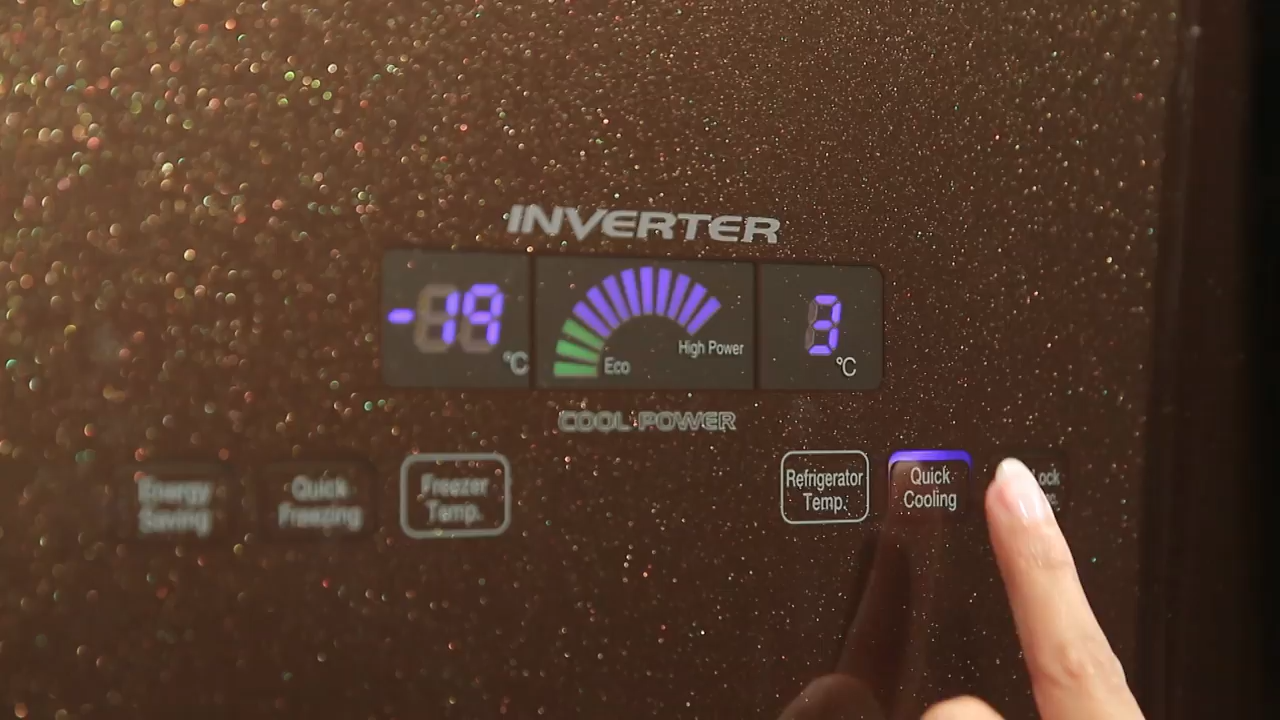 INVERTER
-19
°C
Eco
High Power
3
°C
COOL POWER
Energy
Saving
Quick
Freezing
Freezer
Temp.
Refrigerator
Temp.
Quick
Cooling